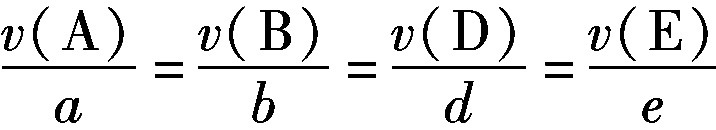 v(A)/a = v(B)/b = v(D)/d = v(E)/e